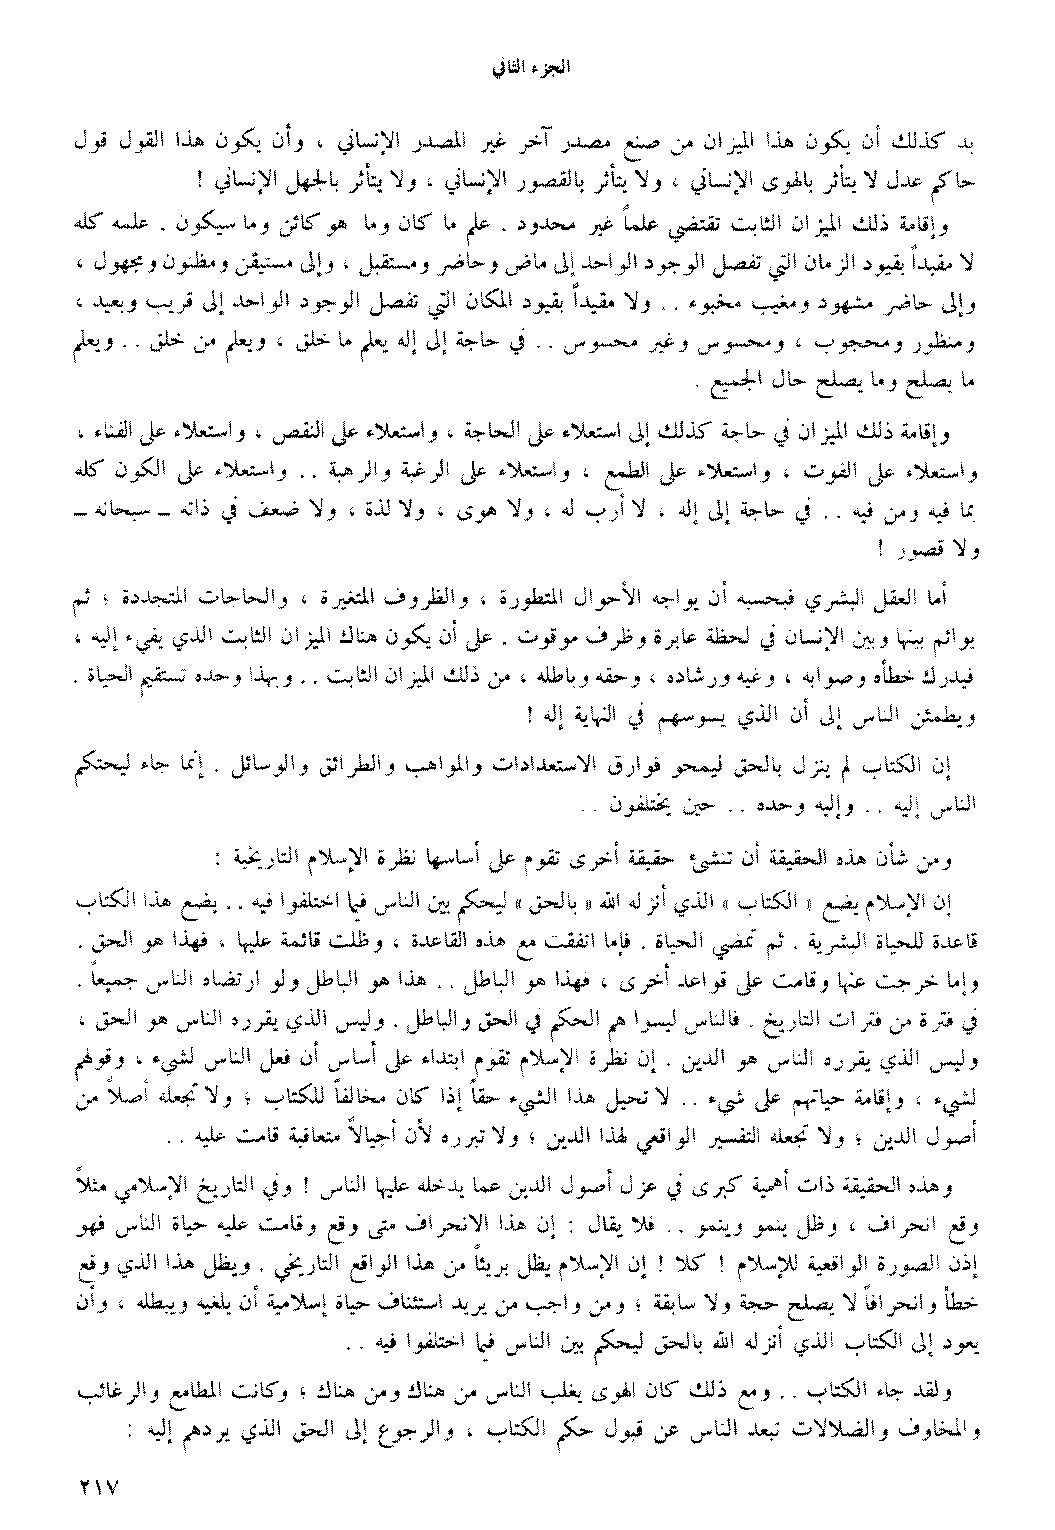 الجزء الثاني
بد كذلك أن يكون هذا الميزان من صنع مصدر آخر غير المصدر الإنساني ، وأن يكون هذا القول قول
حاكم عدل لا يتأثر بالهوى الإنساني ، ولا يتأثر بالقصور الإنساني ، ولا يتأثر بالجهل الإنساني !
وإقامة ذلك الميزان الثابت تقتضي علماً غير محدود . علم ما كان وما هو كائن وما سيكون . علمه كله
لا مقيداً بقيود الزمان التي تفصل الوجود الواحد إلى ماض وحاضر ومستقبل ، وإلى مستيقن ومظنون ومجهول ،
وإلى حاضر مشهود ومغيب مخبوء .. ولا مقيداً بقيود المكان التي تفصل الوجود الواحد إلى قريب وبعيد ،
ومنظور ومحجوب ، ومحسوس وغير محسوس .. في حاجة إلى إله يعلم ما خلق ، ويعلم من خلق .. ويعلم
ما يصلح وما يصلح حال الجميع .
وإقامة ذلك الميزان في حاجة كذلك إلى استعلاء على الحاجة ، واستعلاء على النقص ، واستعلاء على الفناء ،
واستعلاء على الفوت ، واستعلاء على الطمع ، واستعلاء على الرغبة والرهبة .. واستعلاء على الكون كله
بما فيه ومن فيه .. في حاجة إلى إله ، لا أرب له ، ولا هوى ، ولا لذة ، ولا ضعف في ذاته ــ سبحانه ــ
ولا قصور !
أما العقل البشري فبحسبه أن يواجه الأحوال المتطورة ، والظروف المتغيرة ، والحاجات المتجددة ؛ ثم
يوائم بينها وبين الإنسان في لحظة عابرة وظرف موقوت . على أن يكون هناك الميزان الثابت الذي يفيء إليه ،
فيدرك خطأه وصوابه ، وغيه ورشاده ، وحقه وباطله ، من ذلك الميزان الثابت .. وبهذا وحده تستقيم الحياة .
ويطمئن الناس إلى أن الذي يسوسهم في النهاية إله !
إن الكتاب لم ينزل بالحق ليمحو فوارق الاستعدادات والمواهب والطرائق والوسائل . إنما جاء ليحتكم
الناس إليه .. وإليه وحده .. حين يختلفون ..
ومن شأن هذه الحقيقة أن تنشئ حقيقة أخرى تقوم على أساسها نظرة الإسلام التاريخية :
إن الإسلام يضع « الكتاب » الذي أنزله الله « بالحق » ليحكم بين الناس فيما اختلفوا فيه .. يضع هذا الكتاب
قاعدة للحياة البشرية . ثم تمضي الحياة . فإما اتفقت مع هذه القاعدة ، وظلت قائمة عليها ، فهذا هو الحق .
وإما خرجت عنها وقامت على قواعد أخرى ، فهذا هو الباطل .. هذا هو الباطل ولو ارتضاه الناس جميعاً .
في فترة من فترات التاريخ . فالناس ليسوا هم الحكم في الحق والباطل . وليس الذي يقرره الناس هو الحق ،
وليس الذي يقرره الناس هو الدين . إن نظرة الإسلام تقوم ابتداء على أساس أن فعل الناس لشيء ، وقولهم
لشيء ، وإقامة حياتهم على شيء .. لا تحيل هذا الشيء حقاً إذا كان مخالفاً للكتاب ؛ ولا تجعله أصلاً من
أصول الدين ؛ ولا تجعله التفسير الواقعي لهذا الدين ؛ ولا تبرره لأن أجيالاً متعاقبة قامت عليه ..
وهذه الحقيقة ذات أهمية كبرى في عزل أصول الدين عما يدخله عليها الناس ! وفي التاريخ الإسلامي مثلاً
وقع انحراف ، وظل ينمو وينمو .. فلا يقال : إن هذا الانحراف متى وقع وقامت عليه حياة الناس فهو
إذن الصورة الواقعية للإسلام ! كلا ! إن الإسلام يظل بريئاً من هذا الواقع التاريخي . ويظل هذا الذي وقع
خطأ وانحرافاً لا يصلح حجة ولا سابقة ؛ ومن واجب من يريد استئناف حياة إسلامية أن يلغيه ويبطله ، وأن
يعود إلى الكتاب الذي أنزله الله بالحق ليحكم بين الناس فيما اختلفوا فيه ..
ولقد جاء الكتاب .. ومع ذلك كان الهوى يغلب الناس من هناك ومن هناك ؛ وكانت المطامع والرغائب
والمخاوف والضلالات تبعد الناس عن قبول حكم الكتاب ، والرجوع إلى الحق الذي يردهم إليه :
٢١٧